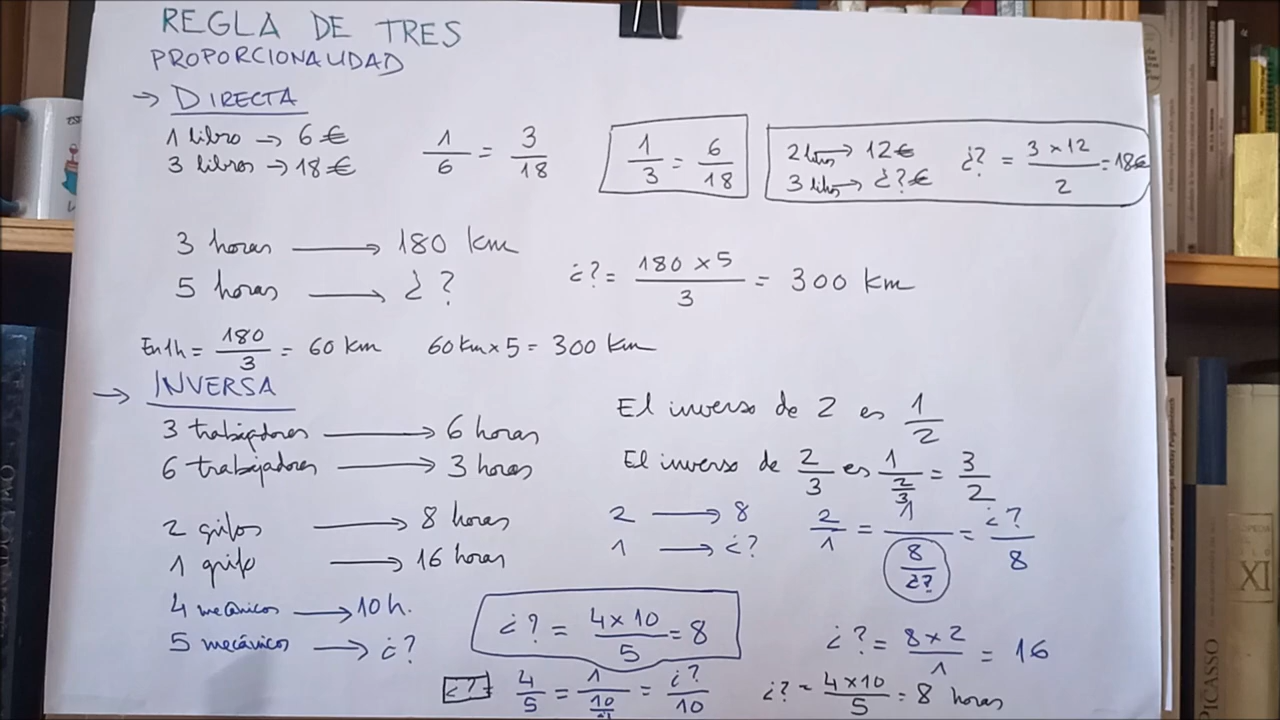 REGLA DE TRES
PROPORCIONALIDAD
→ DIRECTA
1 libro → 6 €
3 libros → 18 €
1/6 = 3/18
1/3 = 6/18
2 libros → 12 €
3 libros → ¿? €
¿? = 3 × 12 / 2 = 18 €
3 horas → 180 km
5 horas → ¿?
¿? = 180 × 5 / 3 = 300 km
En 1h = 180/3 = 60 km 60 km × 5 = 300 km
→ INVERSA
3 trabajadores → 6 horas
6 trabajadores → 3 horas
El inverso de 2 es 1/2
El inverso de 2/3 es 1/(2/3) = 3/2
2 grifos → 8 horas
1 grifo → 16 horas
2 → 8
1 → ¿?
2/1 = 1/(8/¿?) = ¿?/8
¿? = 8 × 2 / 1 = 16
4 mecánicos → 10 h.
5 mecánicos → ¿?
¿? = 4 × 10 / 5 = 8
¿? = 4/5 = 1/(10/¿?) = ¿?/10
¿? = 4 × 10 / 5 = 8 horas
PICASSO
XI